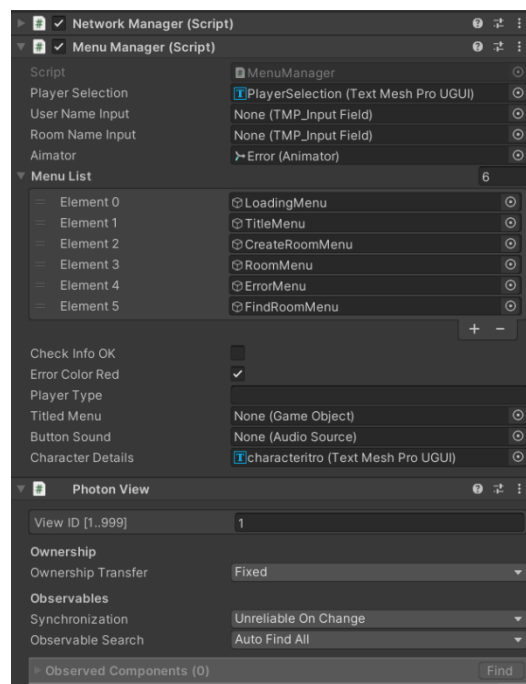 Network Manager (Script)
Menu Manager (Script)
Script MenuManager
Player Selection PlayerSelection (Text Mesh Pro UGUI)
User Name Input None (TMP_Input Field)
Room Name Input None (TMP_Input Field)
Aimator Error (Animator)
Menu List 6
Element 0 LoadingMenu
Element 1 TitleMenu
Element 2 CreateRoomMenu
Element 3 RoomMenu
Element 4 ErrorMenu
Element 5 FindRoomMenu
+ −
Check Info OK
Error Color Red
Player Type
Titled Menu None (Game Object)
Button Sound None (Audio Source)
Character Details characteritro (Text Mesh Pro UGUI)
Photon View
View ID [1..999] 1
Ownership
Ownership Transfer Fixed
Observables
Synchronization Unreliable On Change
Observable Search Auto Find All
Observed Components (0) Find